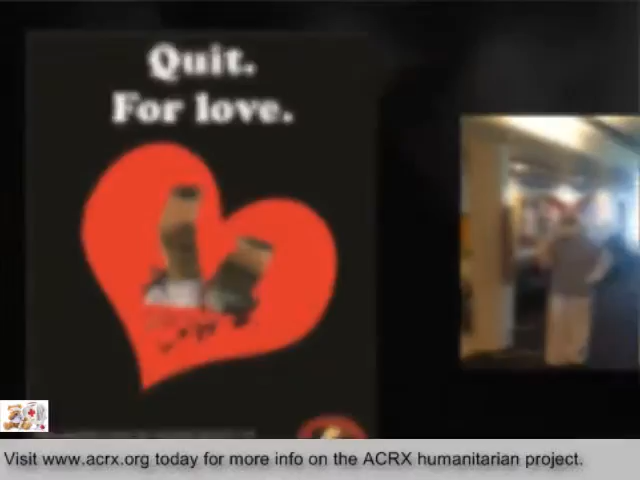 Quit.
For love.
Visit www.acrx.org today for more info on the ACRX humanitarian project.